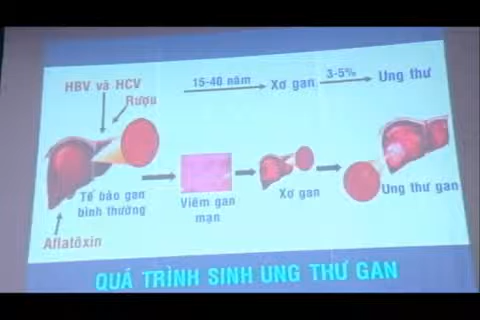 HBV và HCV
Rượu
15-40 năm
Xơ gan
3-5%
Ung thư
Tế bào gan
bình thường
Viêm gan
mạn
Xơ gan
Ung thư gan
Aflatôxin
QUÁ TRÌNH SINH UNG THƯ GAN